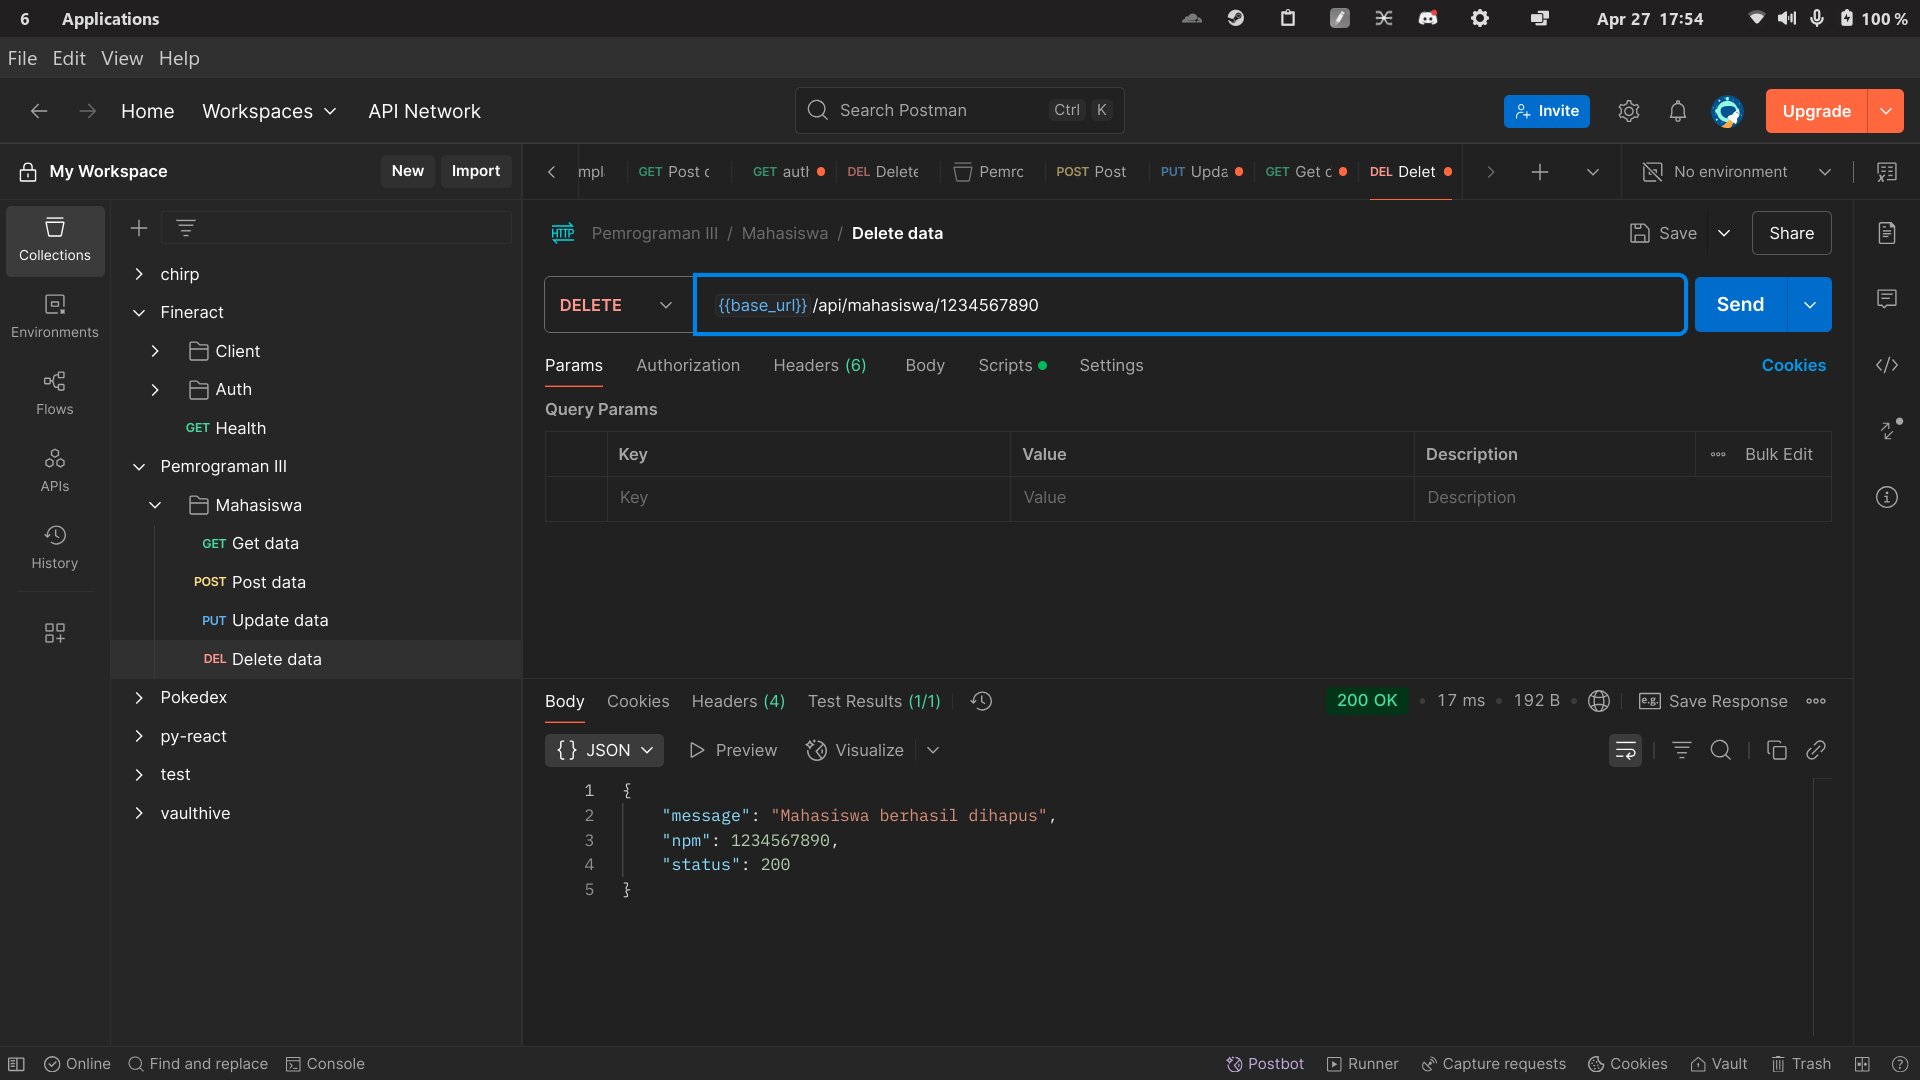 6 Applications Apr 27 17:54 100 %
File Edit View Help
Home Workspaces API Network Search Postman Ctrl K Invite Upgrade
My Workspace New Import
mpl GET Post GET auth DEL Delete Pemro POST Post PUT Upda GET Get DEL Delet No environment
Collections
Environments
Flows
APIs
History
chirp
Fineract
Client
Auth
GET Health
Pemrograman III
Mahasiswa
GET Get data
POST Post data
PUT Update data
DEL Delete data
Pokedex
py-react
test
vaulthive
HTTP Pemrograman III / Mahasiswa / Delete data Save Share
DELETE {{base_url}} /api/mahasiswa/1234567890 Send
Params Authorization Headers (6) Body Scripts Settings Cookies
Query Params
Key Value Description Bulk Edit
Key Value Description
Body Cookies Headers (4) Test Results (1/1) 200 OK 17 ms 192 B e.g. Save Response
{} JSON Preview Visualize
1 {
2 "message": "Mahasiswa berhasil dihapus",
3 "npm": 1234567890,
4 "status": 200
5 }
Online Find and replace Console Postbot Runner Capture requests Cookies Vault Trash